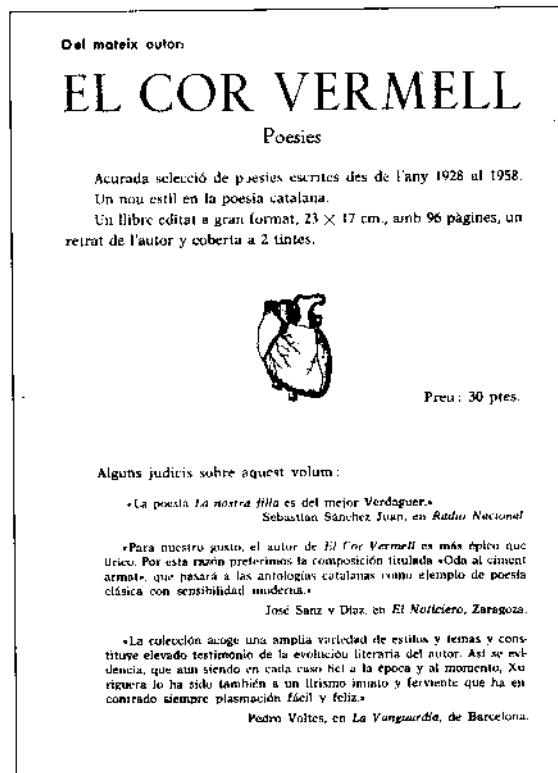 Del mateix autor:
EL COR VERMELL
Poesies
Acurada selecció de poesies escrites des de l'any 1928 al 1958.
Un nou estil en la poesia catalana.
Un llibre editat a gran format, 23 × 17 cm., amb 96 pàgines, un
retrat de l'autor y coberta a 2 tintes.
Preu: 30 ptes.
Alguns judicis sobre aquest volum:
«La poesia La nostra filla es del mejor Verdaguer.»
Sebastián Sánchez Juan, en Radio Nacional
«Para nuestro gusto, el autor de El Cor Vermell es más épico que
lírico. Por esta razón preferimos la composición titulada «Oda al ciment
armat», que pasará a las antologías catalanas como ejemplo de poesía
clásica con sensibilidad moderna.»
José Sanz y Díaz, en El Noticiero, Zaragoza.
«La colección acoge una amplia variedad de estilos y temas y cons-
tituye elevado testimonio de la evolución literaria del autor. Así se evi-
dencia, que aun siendo en cada caso fiel a la época y al momento, Xu
riguera lo ha sido también a un lirismo innato y ferviente que ha en-
contrado siempre plasmación fácil y feliz.»
Pedro Voltes, en La Vanguardia, de Barcelona.